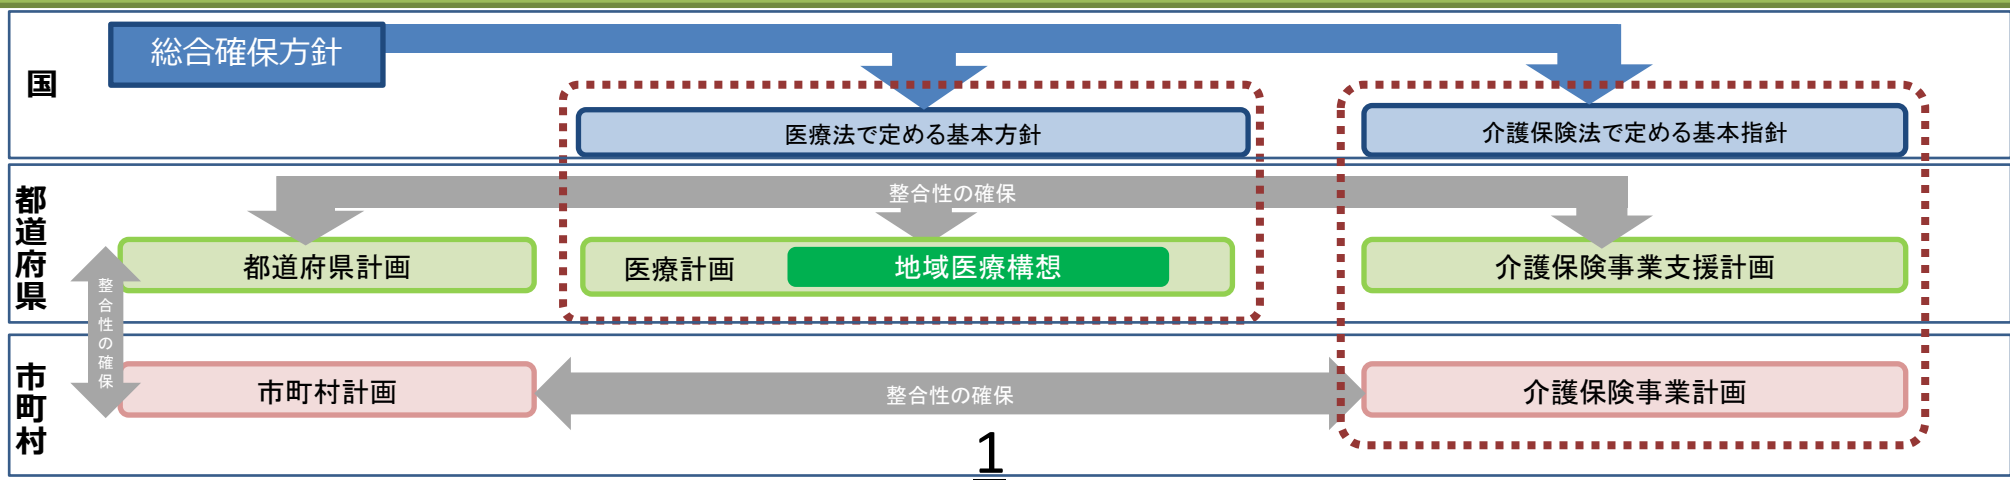 国
総合確保方針
医療法で定める基本方針
介護保険法で定める基本指針
都道府県
整合性の確保
都道府県計画
医療計画
地域医療構想
介護保険事業支援計画
整合性の確保
市町村
市町村計画
整合性の確保
介護保険事業計画
1